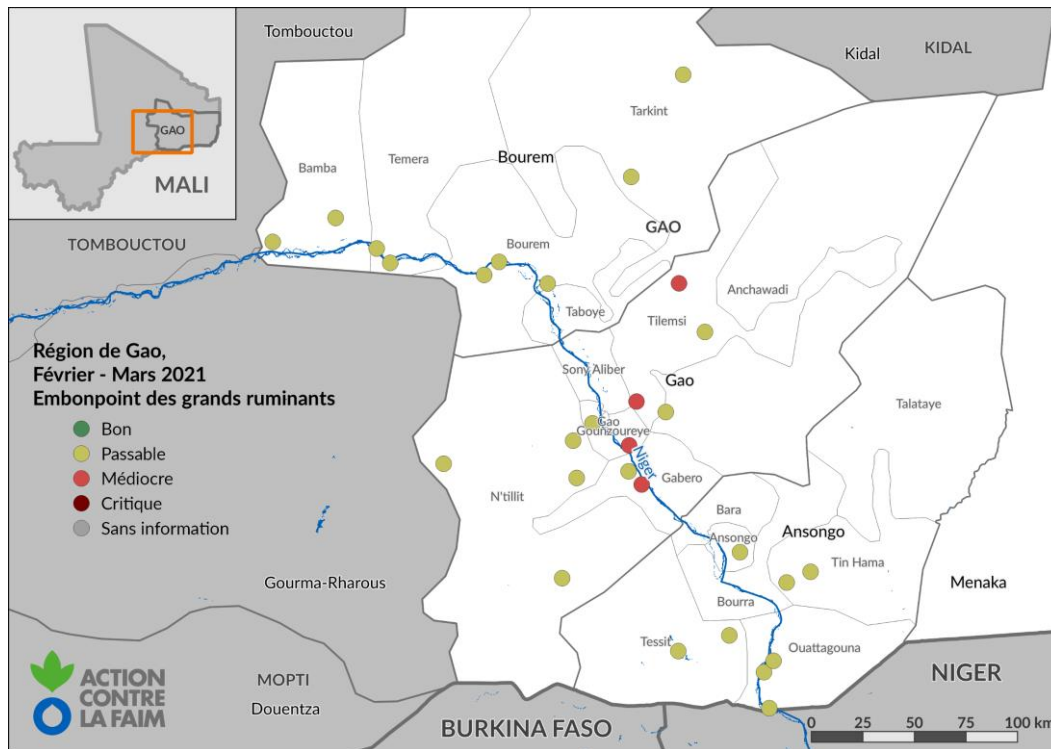 Tombouctou
Kidal
KIDAL
GAO
MALI
Tarkint
Bourem
Temera
Bamba
TOMBOUCTOU
GAO
Bourem
Anchawadi
Taboye
Tilemsi
Région de Gao,
Février - Mars 2021
Embonpoint des grands ruminants
Bon
Passable
Médiocre
Critique
Sans information
Sony Aliber
Gao
Talataye
Gao
Gounzoureye
Niger
Gabero
N'tillit
Bara
Ansongo
Ansongo
Tin Hama
Menaka
Gourma-Rharous
Bourra
Tessit
Ouattagouna
NIGER
ACTION
CONTRE
LA FAIM
MOPTI
Douentza
BURKINA FASO
0 25 50 75 100 km